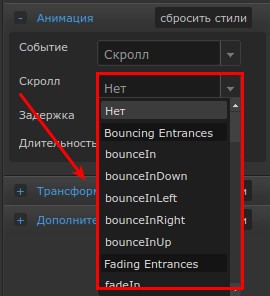 - Анимация сбросить стили
Событие Скролл
Скролл Нет
Нет
Задержка
Bouncing Entrances
Длительность
bounceIn
bounceInDown
+ Трансформ
bounceInLeft
bounceInRight
+ Дополните
bounceInUp
Fading Entrances
fadeIn